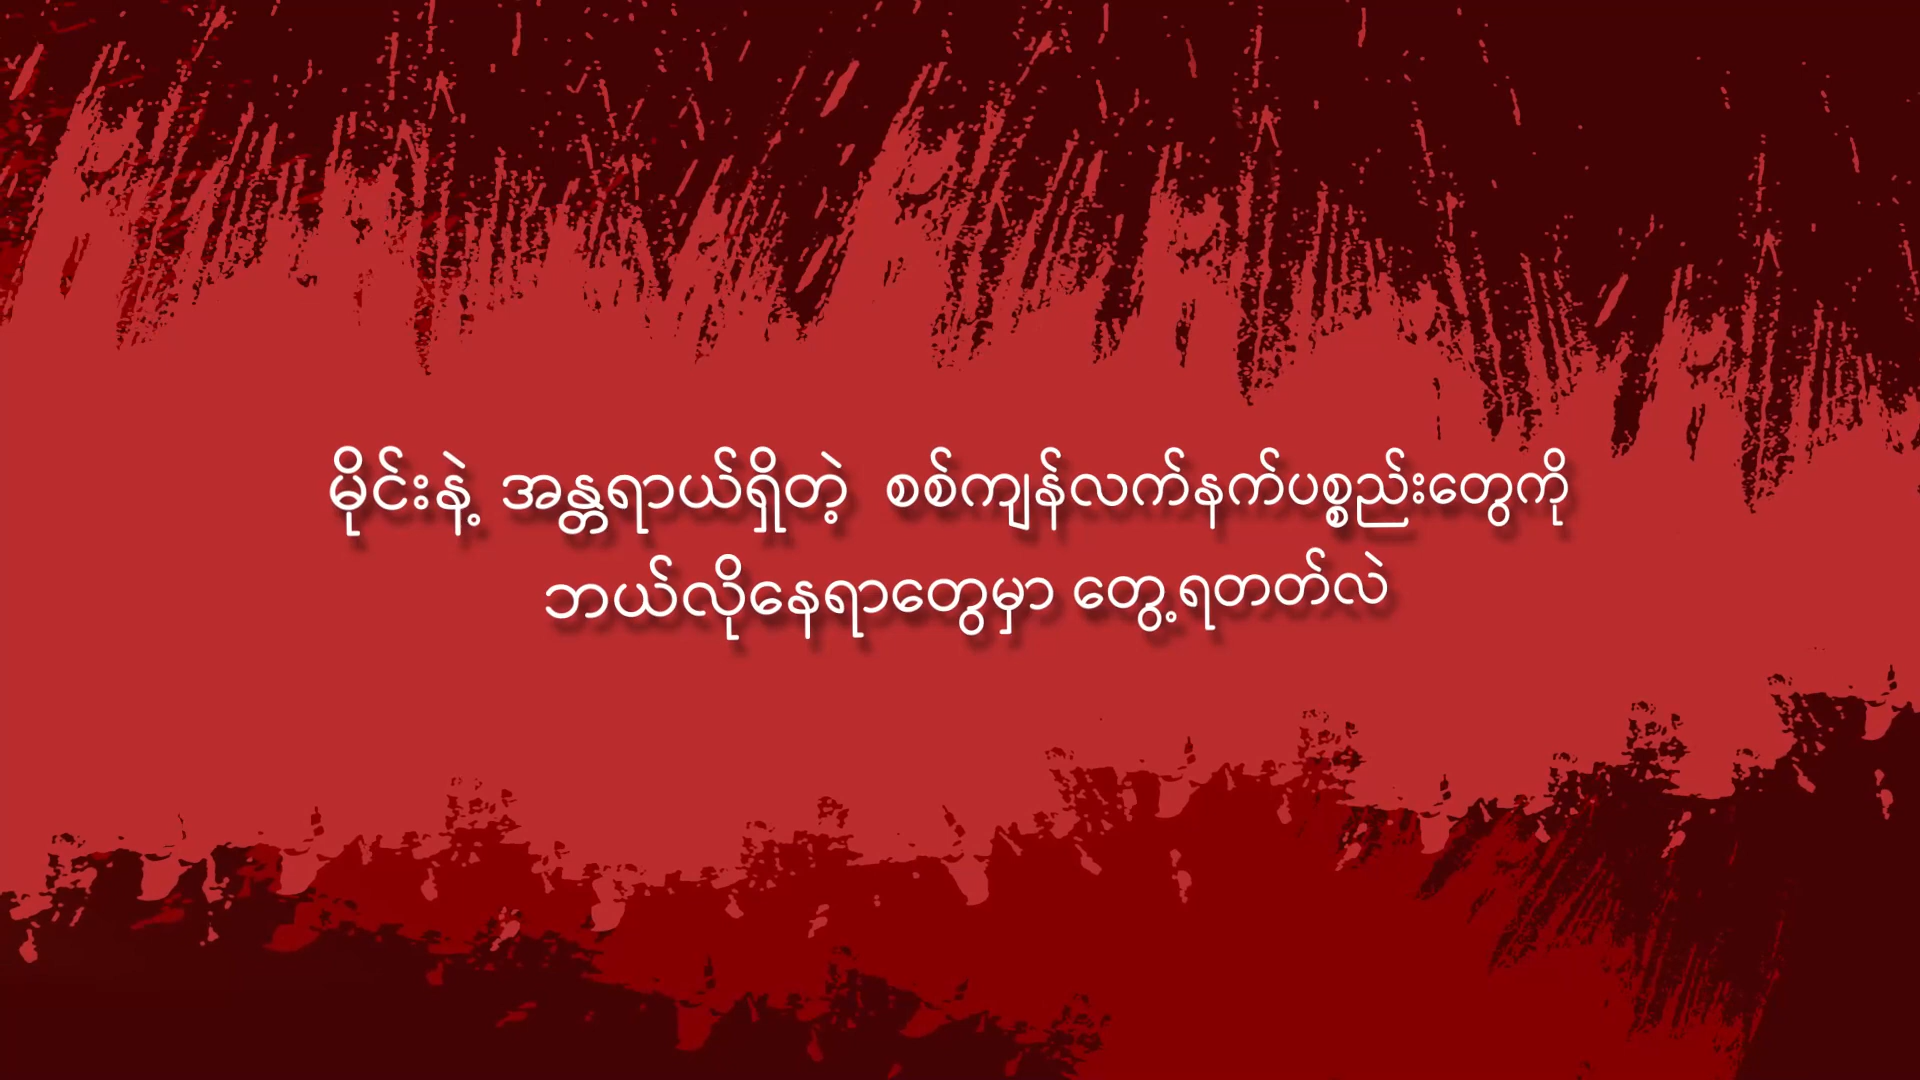 မိုင်းနဲ့ အန္တရာယ်ရှိတဲ့ စစ်ကျန်လက်နက်ပစ္စည်းတွေကို
ဘယ်လိုနေရာတွေမှာ တွေ့ရတတ်လဲ